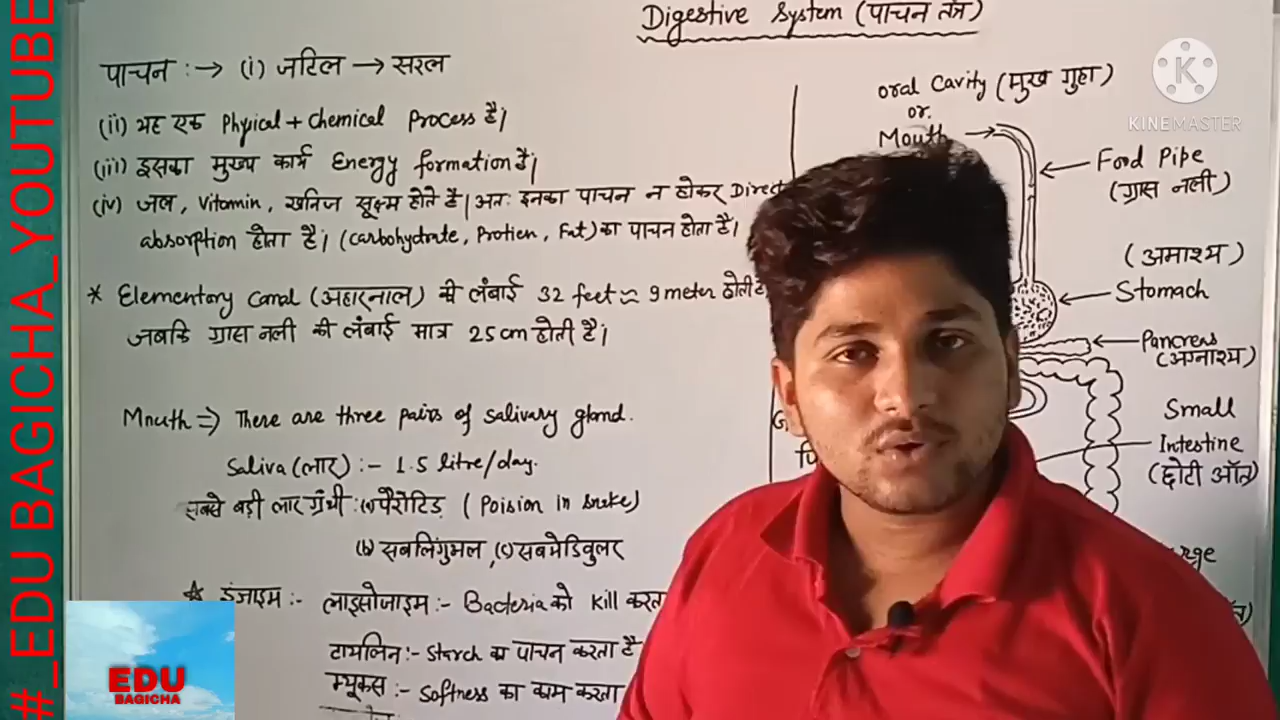 #_EDU BAGICHA_YOUTUBE
Digestive System (पाचन तंत्र)
पाचन :→ (i) जटिल → सरल
(ii) यह एक Physical + chemical Process है।
(iii) इसका मुख्य कार्य Energy formation है।
(iv) जल, Vitamin, खनिज सूक्ष्म होते है। अतः इनका पाचन न होकर Direct
absorption होता है। (Carbohydrate, Protien, Fat) का पाचन होता है।
* Elementory Canal (अहारनाल) की लंबाई 32 feet ≈ 9 meter होती है
जबकि ग्रास नली की लंबाई मात्र 25 cm होती है।
Mouth ⇒ There are three pairs of salivary gland.
Saliva (लार) :- 1.5 litre/day.
सबसे बड़ी लार ग्रंथी : (a) पैरोटिड़ (Poision in snake)
(b) सबलिंगुअल, (c) सबमेंडिबुलर
* इंजाइम :- लाइसोजाइम :- Bacteria को Kill करता
टायलिन :- Starch का पाचन करता है
म्यूकस :- Softness का काम करता
oral Cavity (मुख गुहा)
or.
Mouth →
← Food Pipe
(ग्रास नली)
(अमाश्य)
← Stomach
← Pancreas
(अग्नाश्य)
Small
Intestine
(छोटी आँत)
KINEMASTER
EDU
BAGICHA